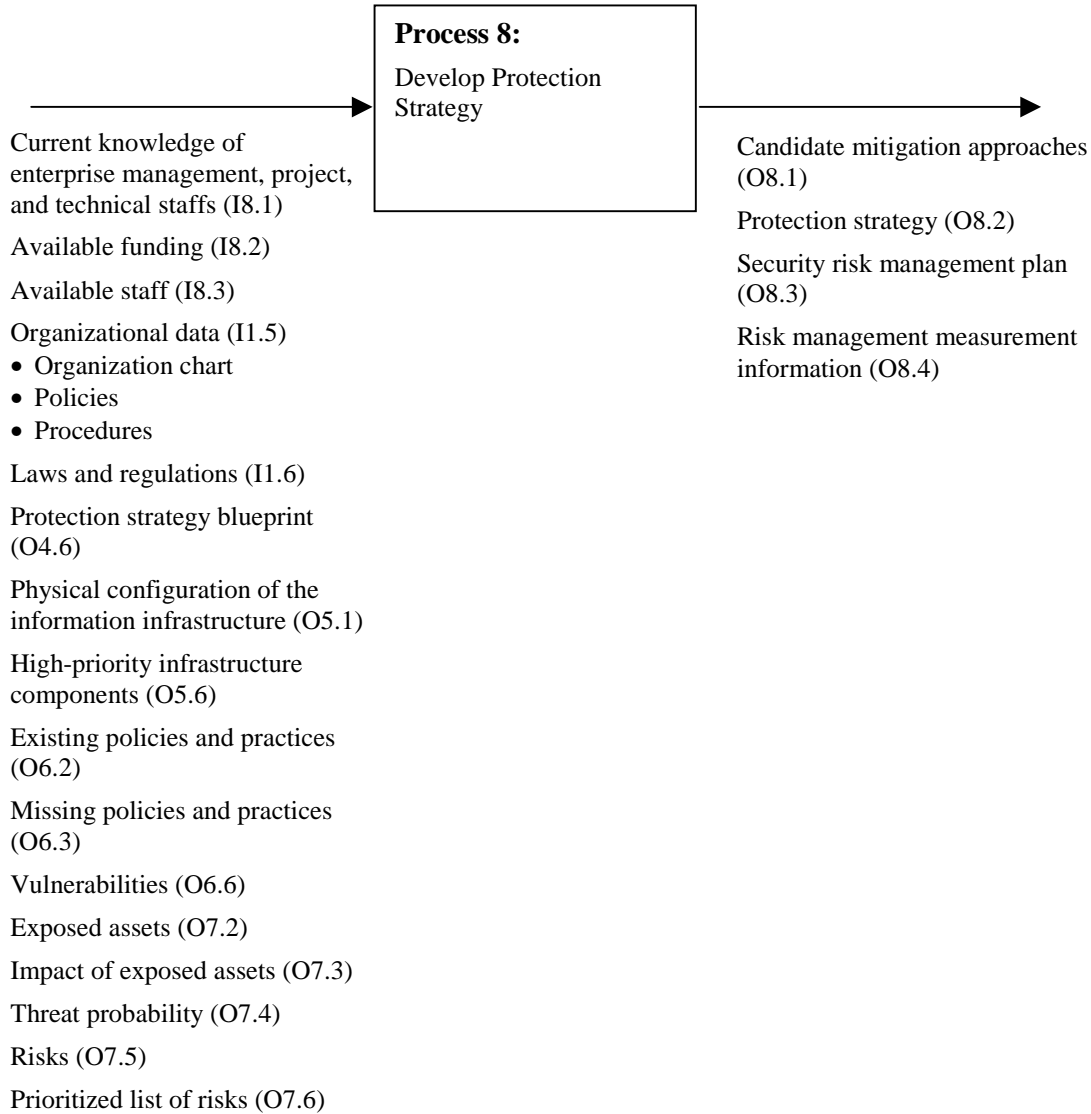 Process 8:
Develop Protection
Strategy
Current knowledge of
enterprise management, project,
and technical staffs (I8.1)
Available funding (I8.2)
Available staff (I8.3)
Organizational data (I1.5)
• Organization chart
• Policies
• Procedures
Laws and regulations (I1.6)
Protection strategy blueprint
(O4.6)
Physical configuration of the
information infrastructure (O5.1)
High-priority infrastructure
components (O5.6)
Existing policies and practices
(O6.2)
Missing policies and practices
(O6.3)
Vulnerabilities (O6.6)
Exposed assets (O7.2)
Impact of exposed assets (O7.3)
Threat probability (O7.4)
Risks (O7.5)
Prioritized list of risks (O7.6)
Candidate mitigation approaches
(O8.1)
Protection strategy (O8.2)
Security risk management plan
(O8.3)
Risk management measurement
information (O8.4)